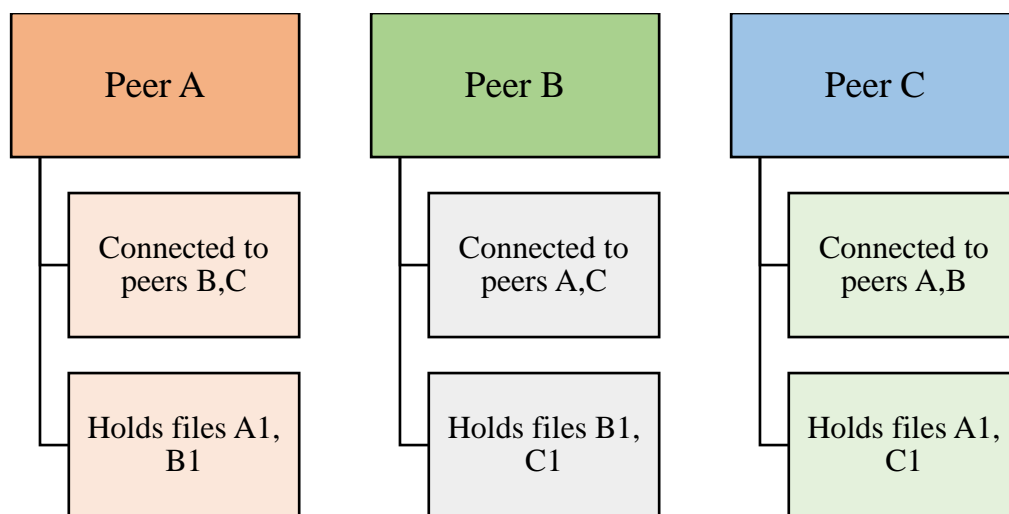 Peer A
Connected to
peers B,C
Holds files A1,
B1
Peer B
Connected to
peers A,C
Holds files B1,
C1
Peer C
Connected to
peers A,B
Holds files A1,
C1